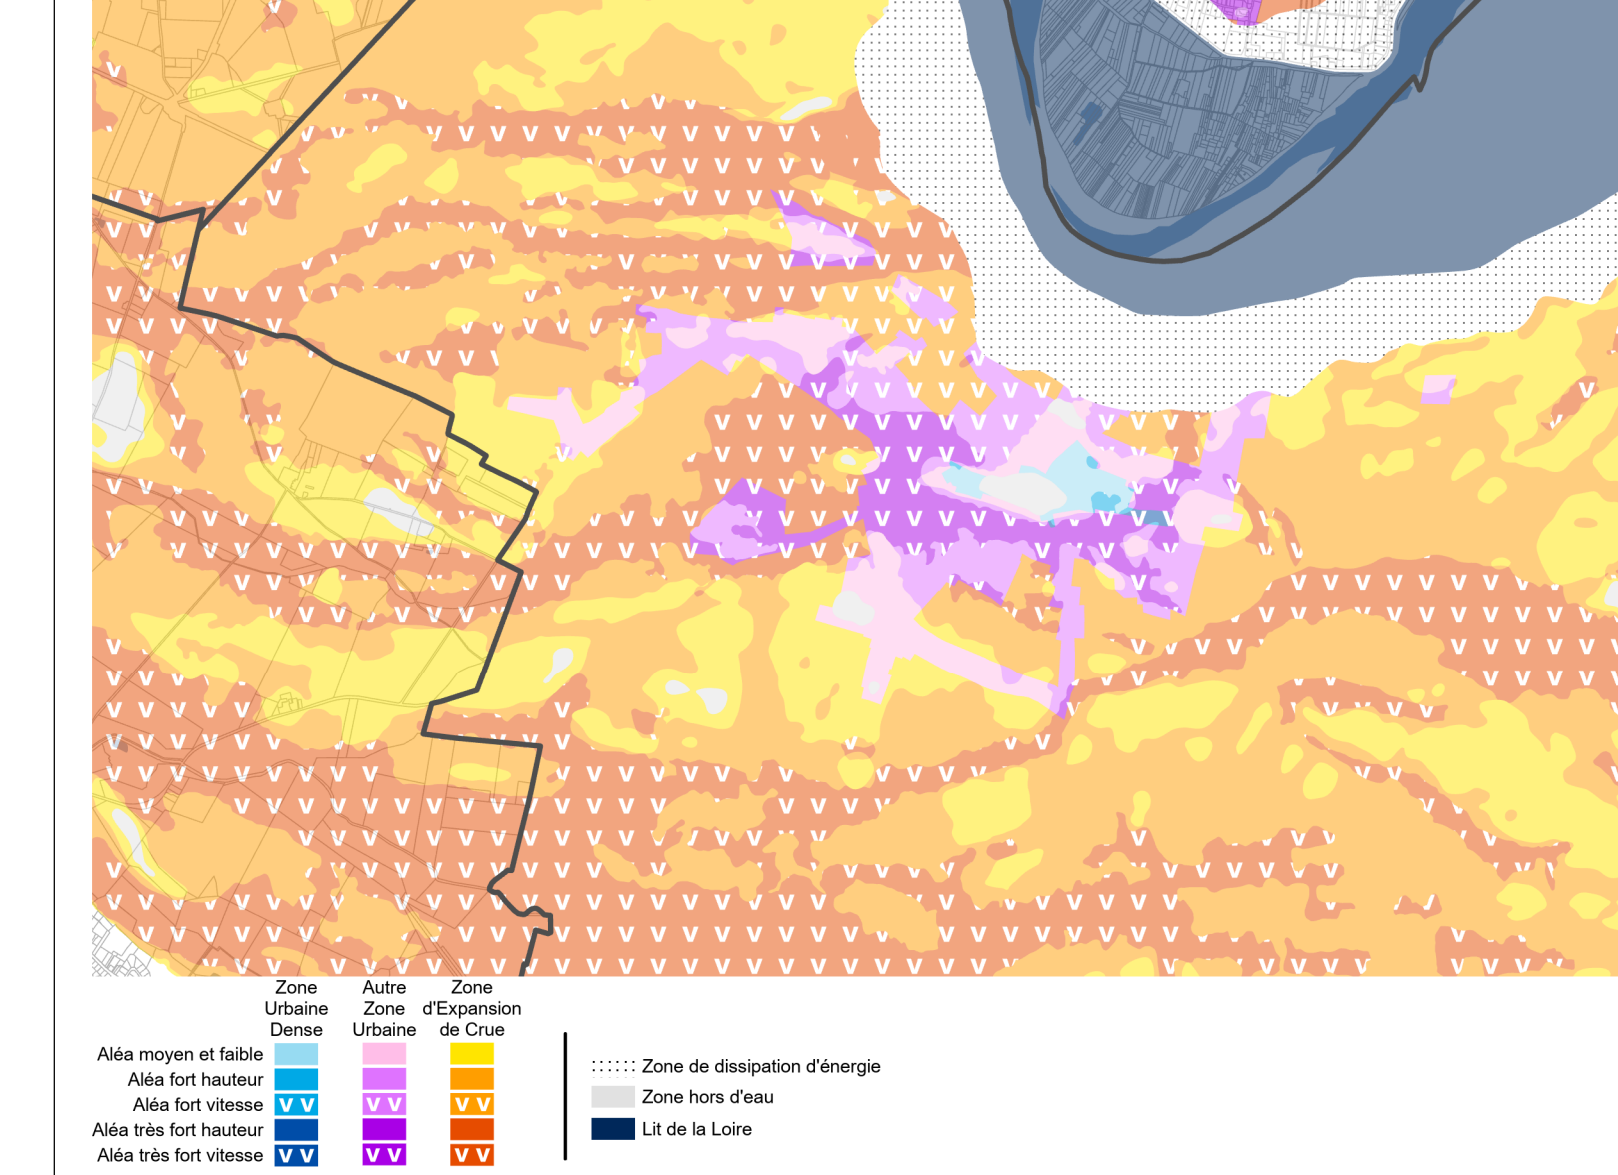 Zone
Urbaine
Dense
Autre
Zone
Urbaine
Zone
d'Expansion
de Crue
Aléa moyen et faible
Aléa fort hauteur
Aléa fort vitesse
V V
V V
V V
Aléa très fort hauteur
Aléa très fort vitesse
V V
V V
V V
Zone de dissipation d'énergie
Zone hors d'eau
Lit de la Loire